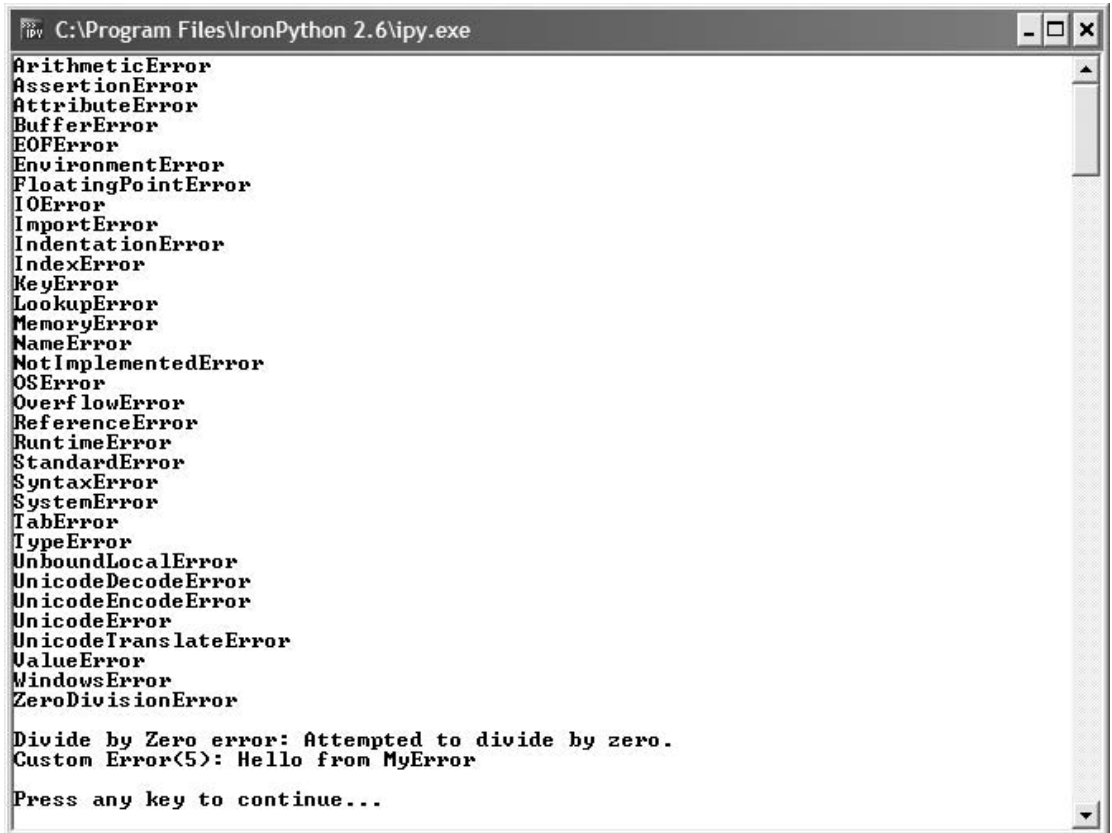 C:\Program Files\IronPython 2.6\ipy.exe
ArithmeticError
AssertionError
AttributeError
BufferError
EOFError
EnvironmentError
FloatingPointError
IOError
ImportError
IndentationError
IndexError
KeyError
LookupError
MemoryError
NameError
NotImplementedError
OSError
OverflowError
ReferenceError
RuntimeError
StandardError
SyntaxError
SystemError
TabError
TypeError
UnboundLocalError
UnicodeDecodeError
UnicodeEncodeError
UnicodeError
UnicodeTranslateError
ValueError
WindowsError
ZeroDivisionError
Divide by Zero error: Attempted to divide by zero.
Custom Error(5): Hello from MyError
Press any key to continue...